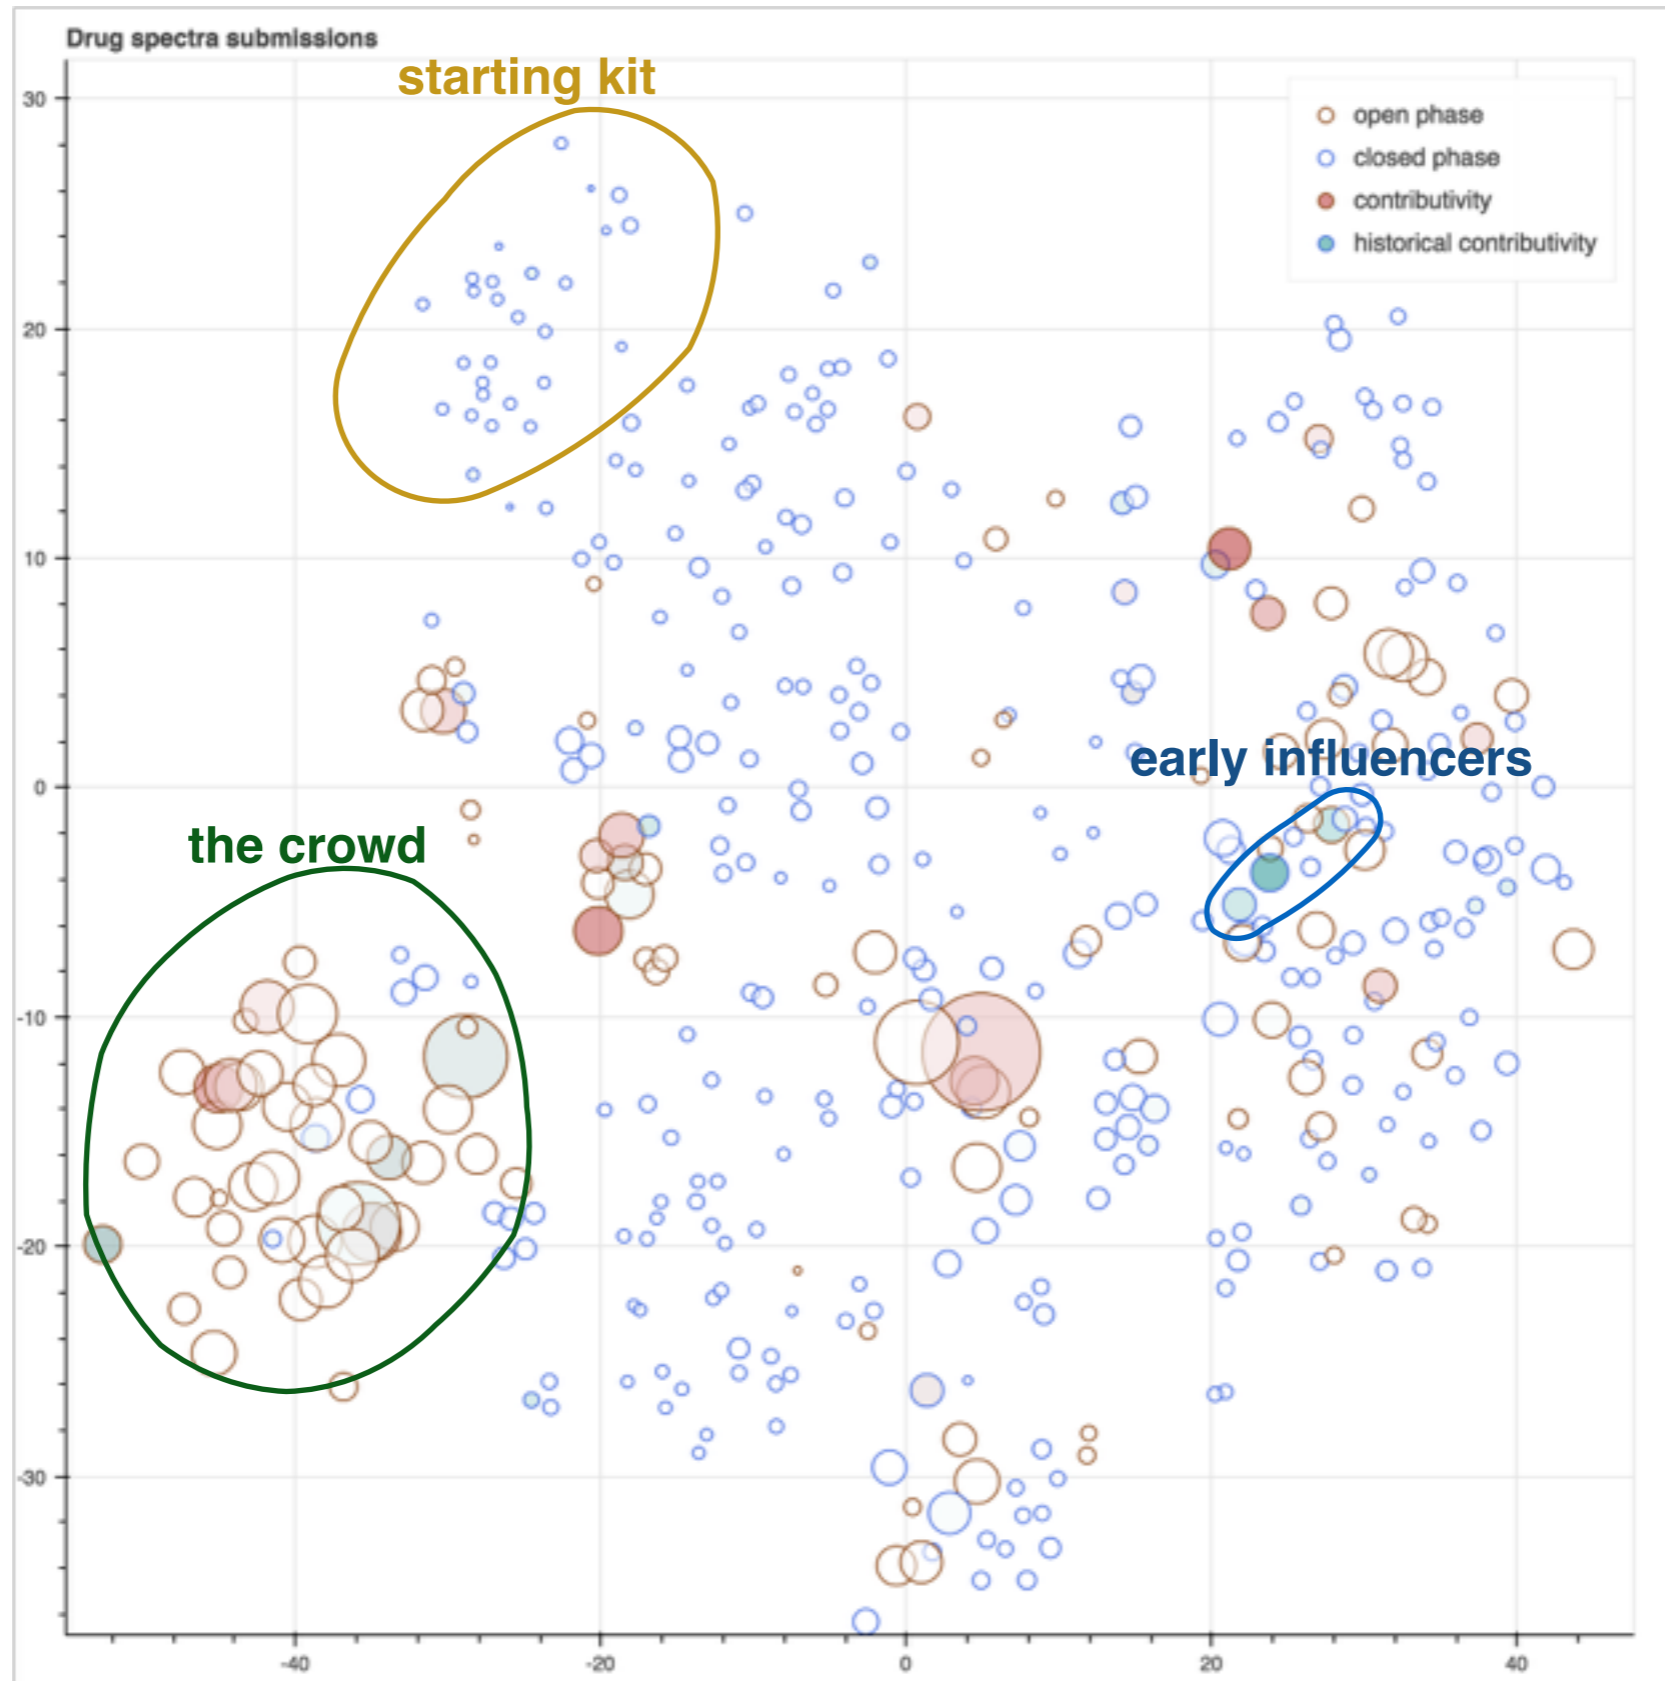 Drug spectra submissions
starting kit
open phase
closed phase
contributivity
historical contributivity
early influencers
the crowd
30
20
10
0
-10
-20
-30
-40 -20 0 20 40